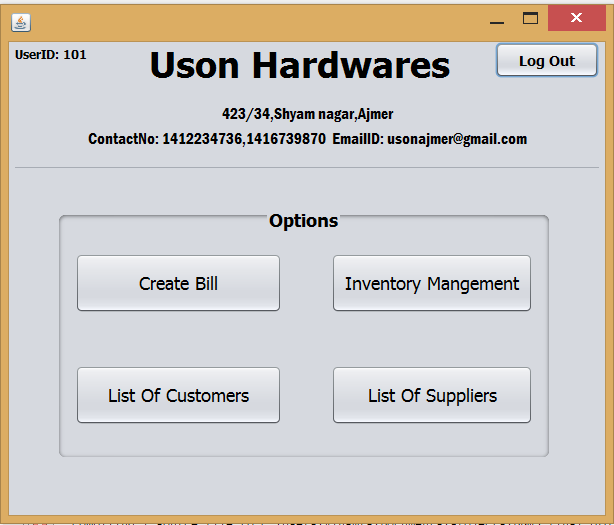 UserID: 101
Uson Hardwares
Log Out
423/34,Shyam nagar,Ajmer
ContactNo: 1412234736,1416739870 EmailID: usonajmer@gmail.com
Options
Create Bill
Inventory Mangement
List Of Customers
List Of Suppliers